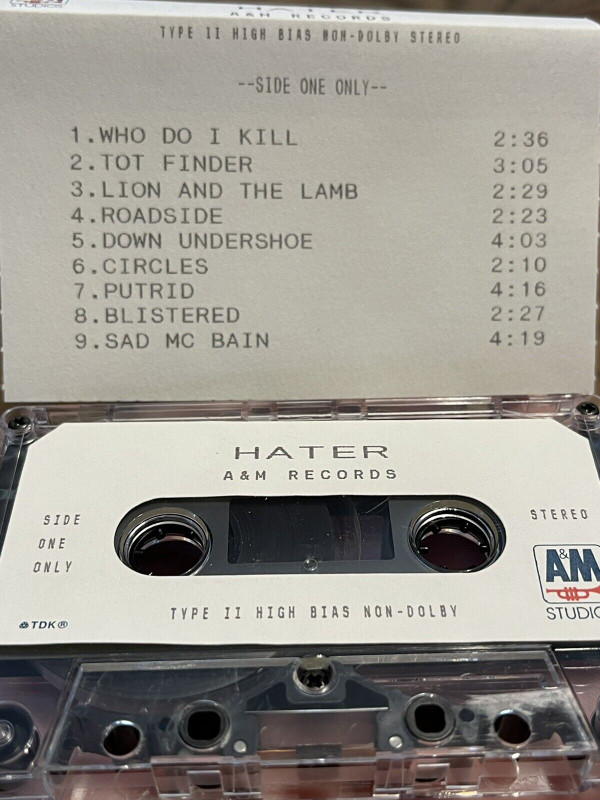 STUDIOS
HATER
A&M RECORDS
TYPE II HIGH BIAS NON-DOLBY STEREO
--SIDE ONE ONLY--
1.WHO DO I KILL 2:36
2.TOT FINDER 3:05
3.LION AND THE LAMB 2:29
4.ROADSIDE 2:23
5.DOWN UNDERSHOE 4:03
6.CIRCLES 2:10
7.PUTRID 4:16
8.BLISTERED 2:27
9.SAD MC BAIN 4:19
HATER
A&M RECORDS
SIDE
ONE
ONLY
STEREO
A&M
STUDIO
TYPE II HIGH BIAS NON-DOLBY
TDK®